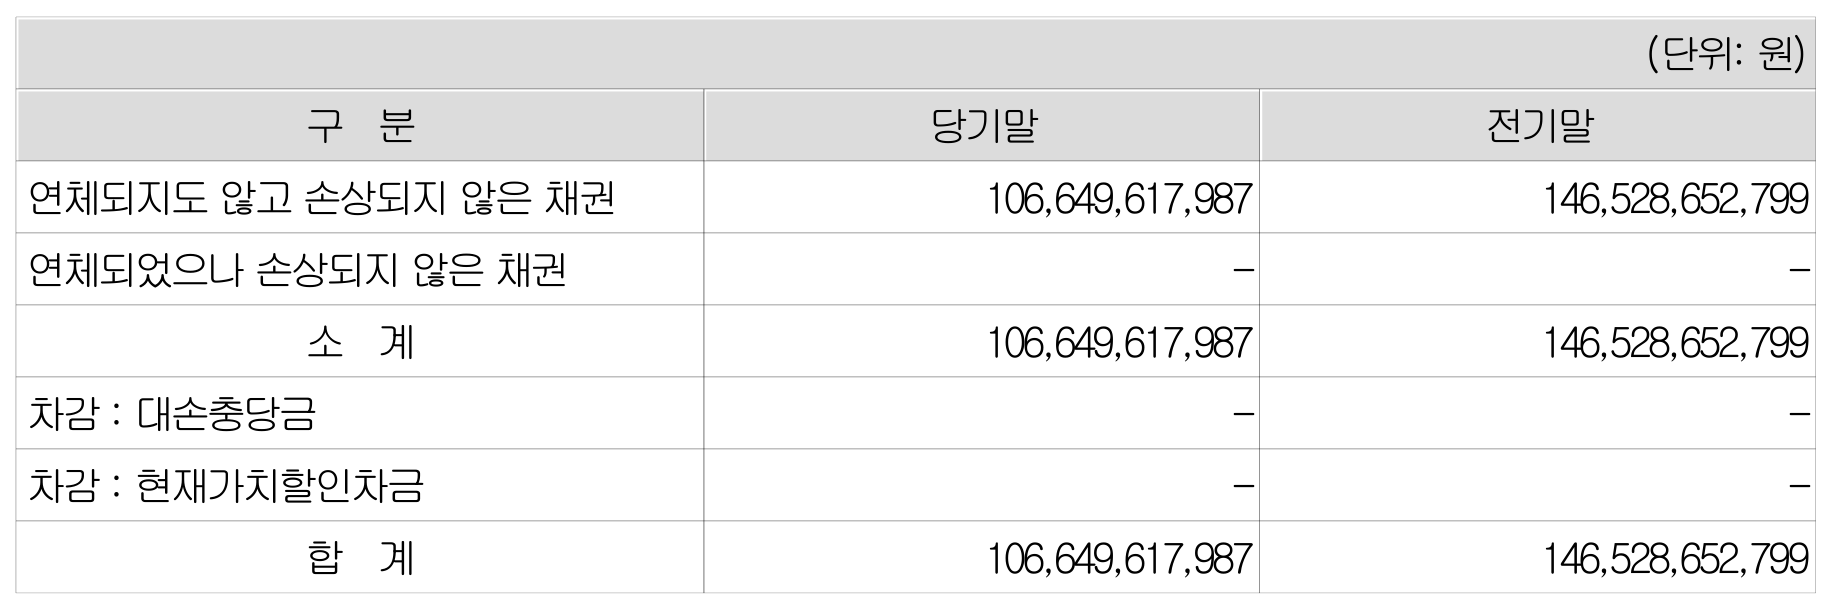 (단위: 원)
구 분 당기말 전기말
연체되지도 않고 손상되지 않은 채권 106,649,617,987 146,528,652,799
연체되었으나 손상되지 않은 채권 – –
소 계 106,649,617,987 146,528,652,799
차감 : 대손충당금 – –
차감 : 현재가치할인차금 – –
합 계 106,649,617,987 146,528,652,799